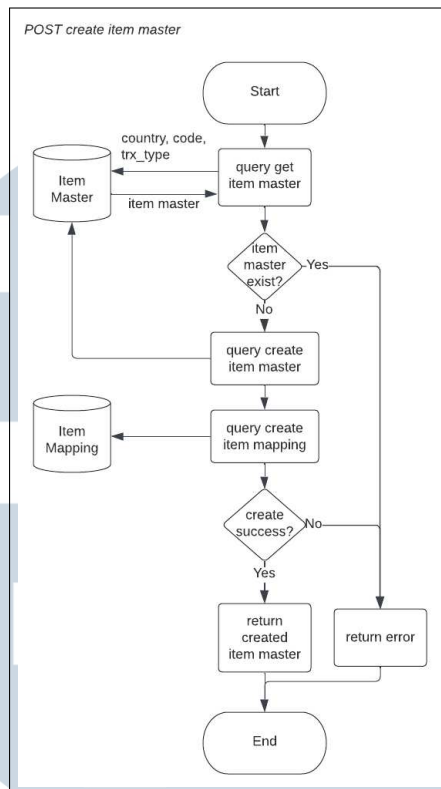 POST create item master
Start
country, code,
trx_type
query get
item master
Item
Master
item master
item
master
exist?
Yes
No
query create
item master
query create
item mapping
Item
Mapping
create
success?
No
Yes
return
created
item master
return error
End